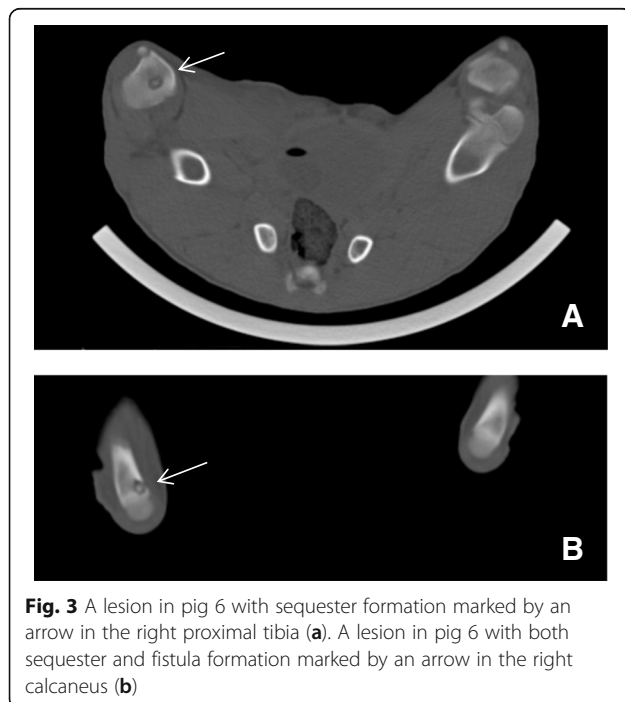 A
B
Fig. 3 A lesion in pig 6 with sequester formation marked by an
arrow in the right proximal tibia (a). A lesion in pig 6 with both
sequester and fistula formation marked by an arrow in the right
calcaneus (b)